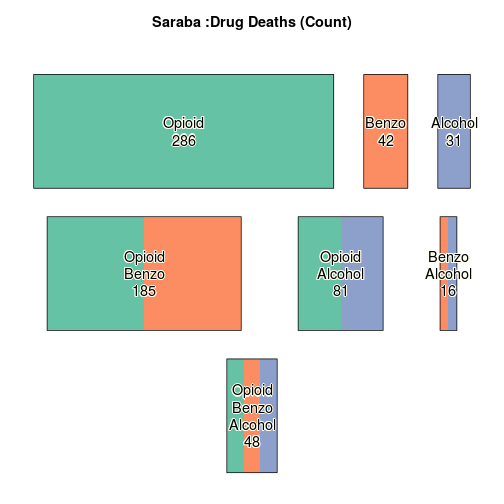 Saraba :Drug Deaths (Count)
Opioid
286
Benzo
42
Alcohol
31
Opioid
Benzo
185
Opioid
Alcohol
81
Benzo
Alcohol
16
Opioid
Benzo
Alcohol
48